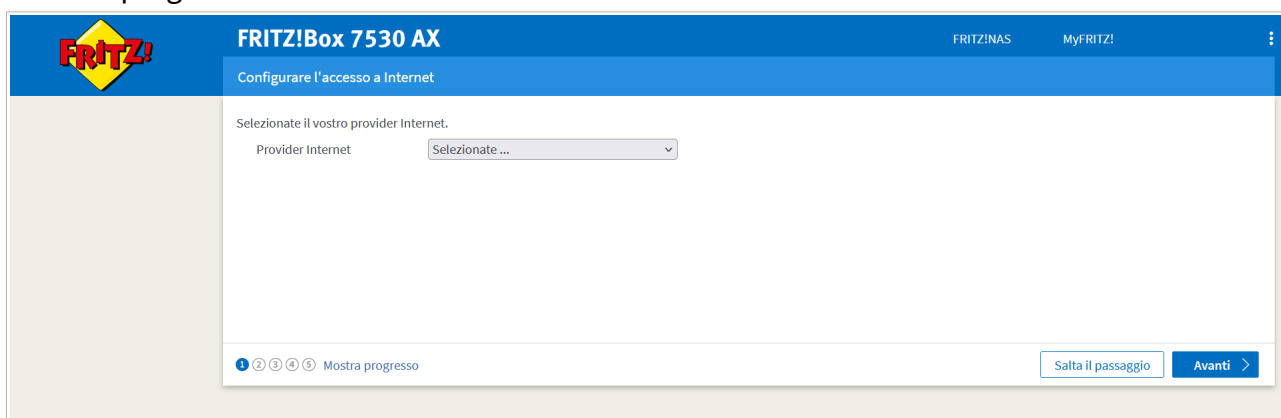 FRITZ!
FRITZ!Box 7530 AX
FRITZ!NAS
MyFRITZ!
Configurare l'accesso a Internet
Selezionate il vostro provider Internet.
Provider Internet
Selezionate ...
1 2 3 4 5 Mostra progresso
Salta il passaggio
Avanti